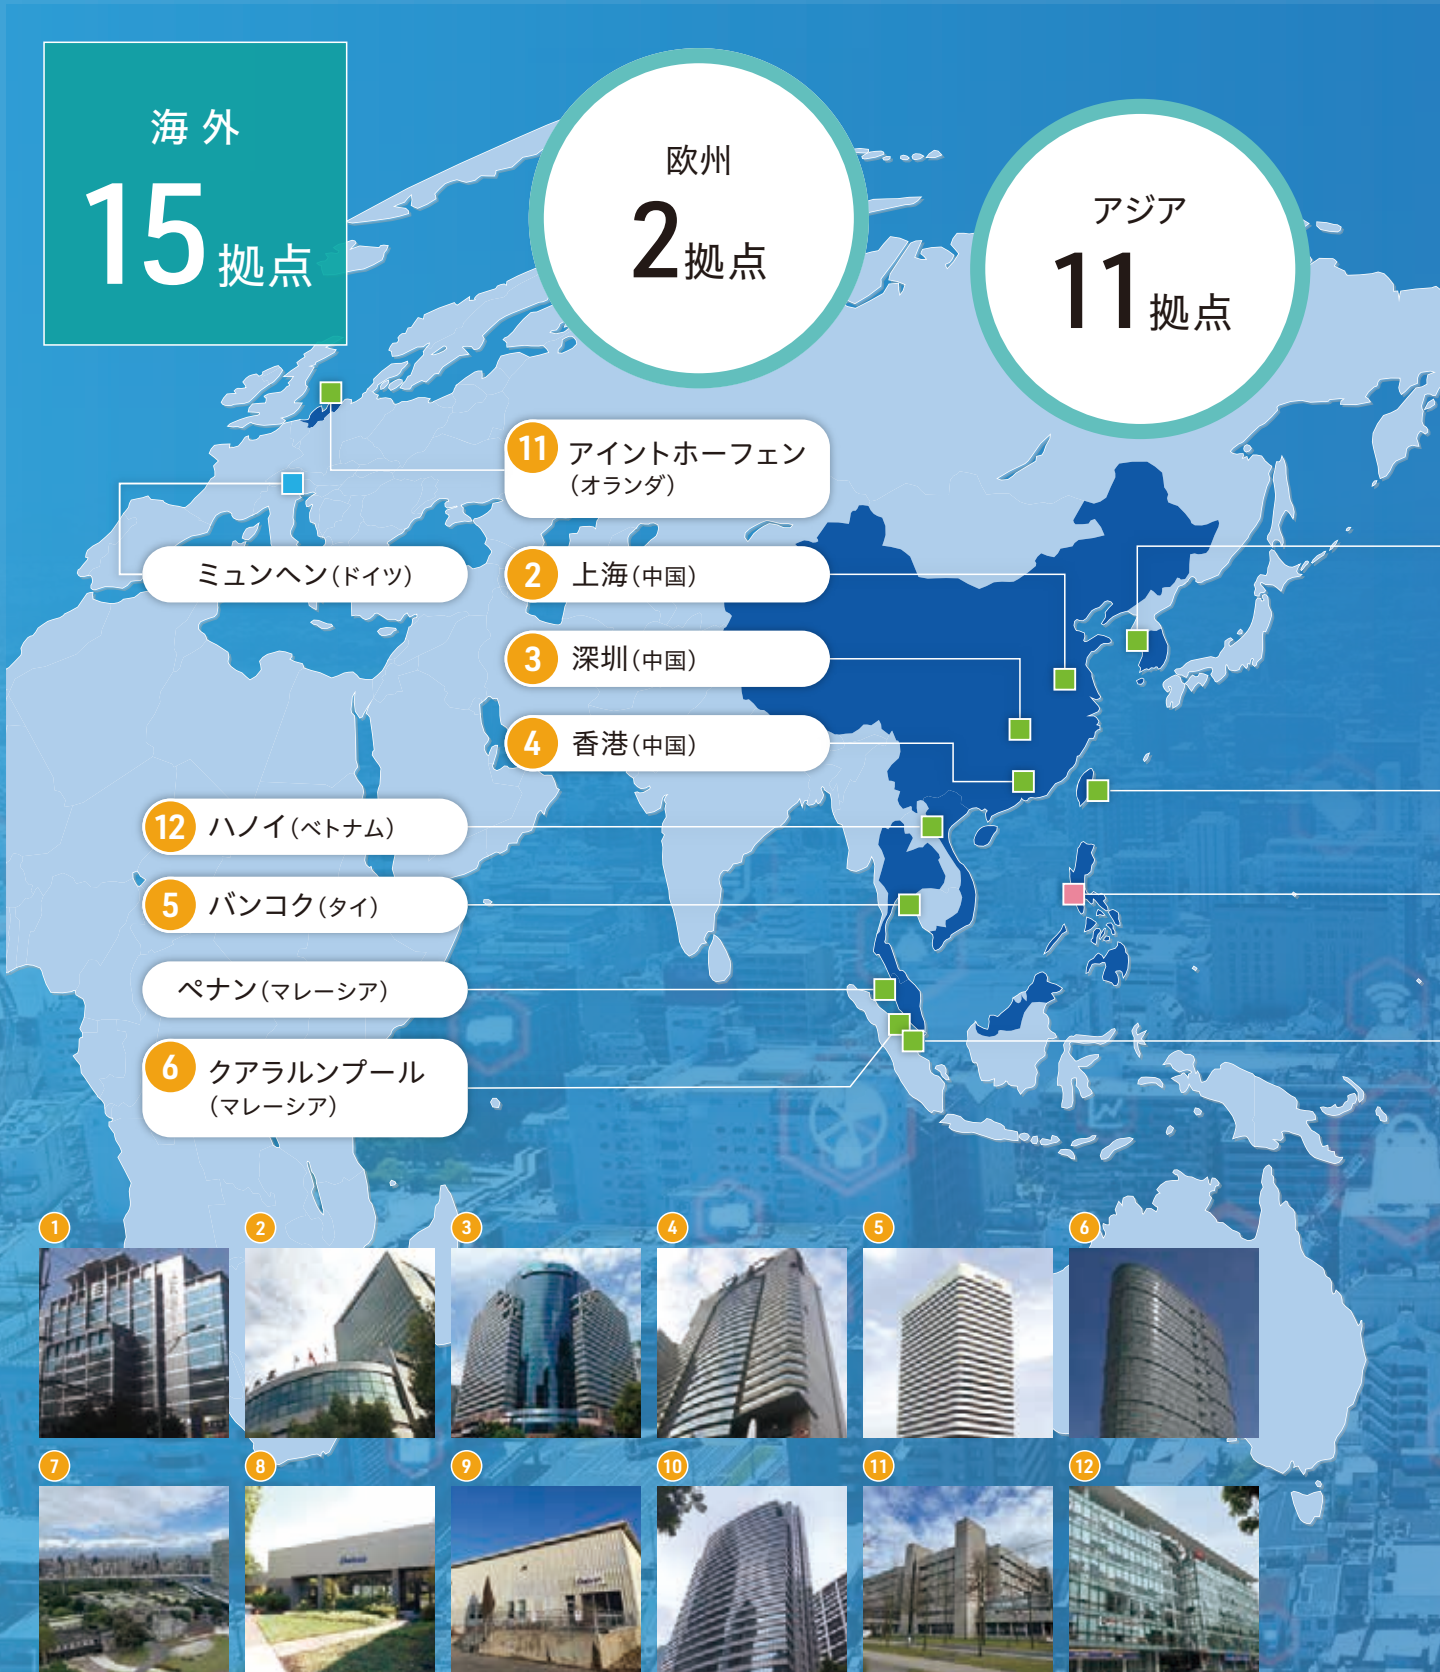 海外
15拠点
欧州
2拠点
アジア
11拠点
11 アイントホーフェン
（オランダ）
ミュンヘン（ドイツ）
2 上海（中国）
3 深圳（中国）
4 香港（中国）
12 ハノイ（ベトナム）
5 バンコク（タイ）
ペナン（マレーシア）
6 クアラルンプール
（マレーシア）
1 2 3 4 5 6
7 8 9 10 11 12